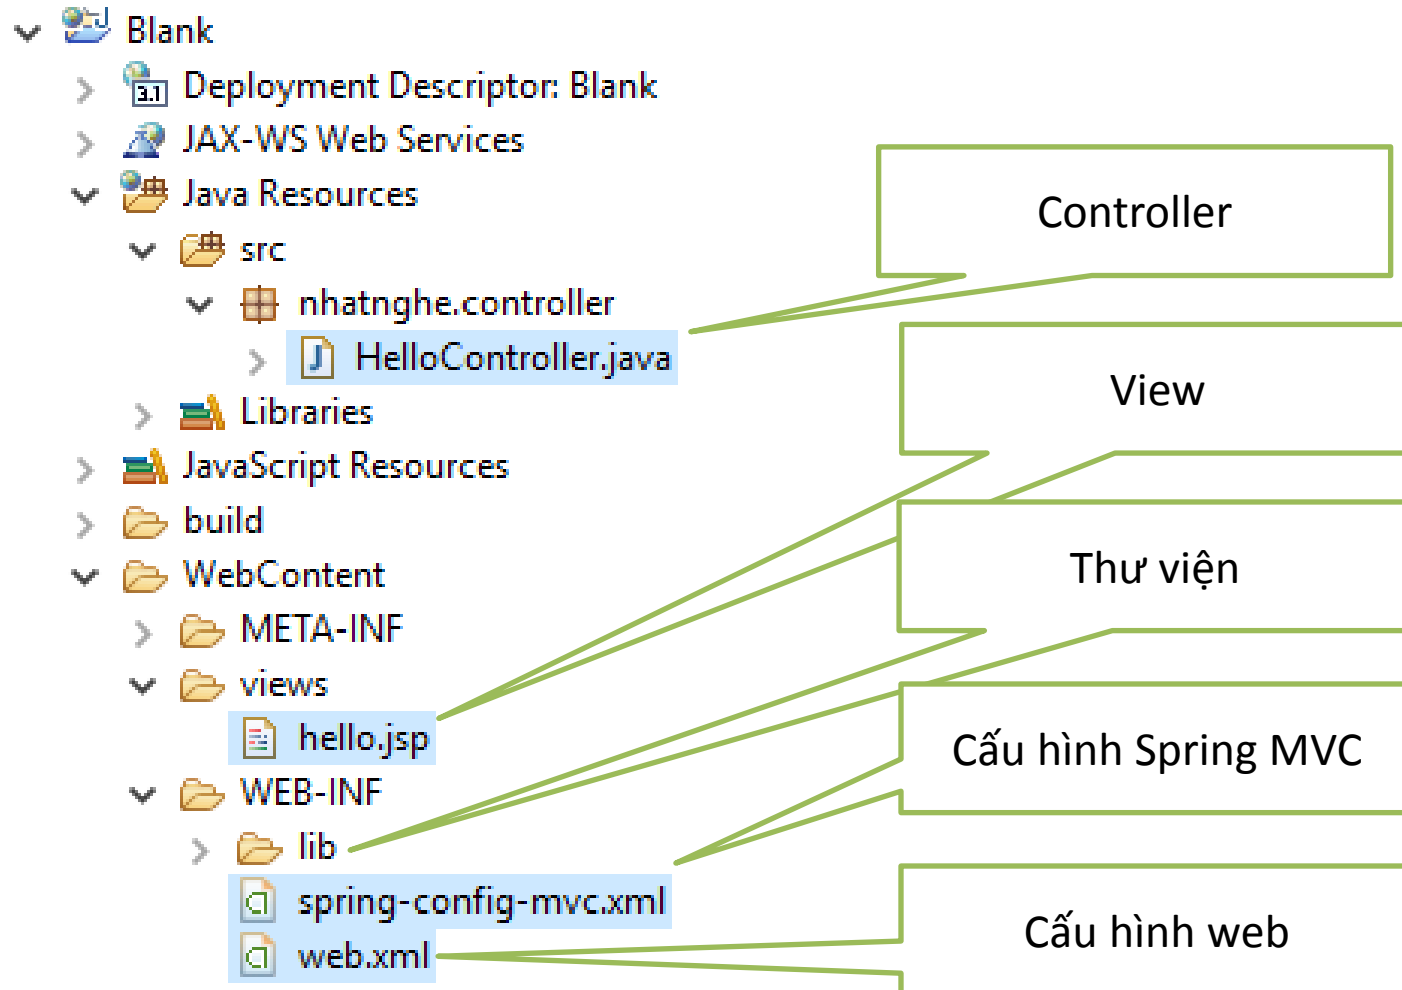 Blank
3.1
Deployment Descriptor: Blank
JAX-WS Web Services
Java Resources
src
nhatnghe.controller
J
HelloController.java
Libraries
JavaScript Resources
build
WebContent
META-INF
views
hello.jsp
WEB-INF
lib
spring-config-mvc.xml
web.xml
Controller
View
Thư viện
Cấu hình Spring MVC
Cấu hình web